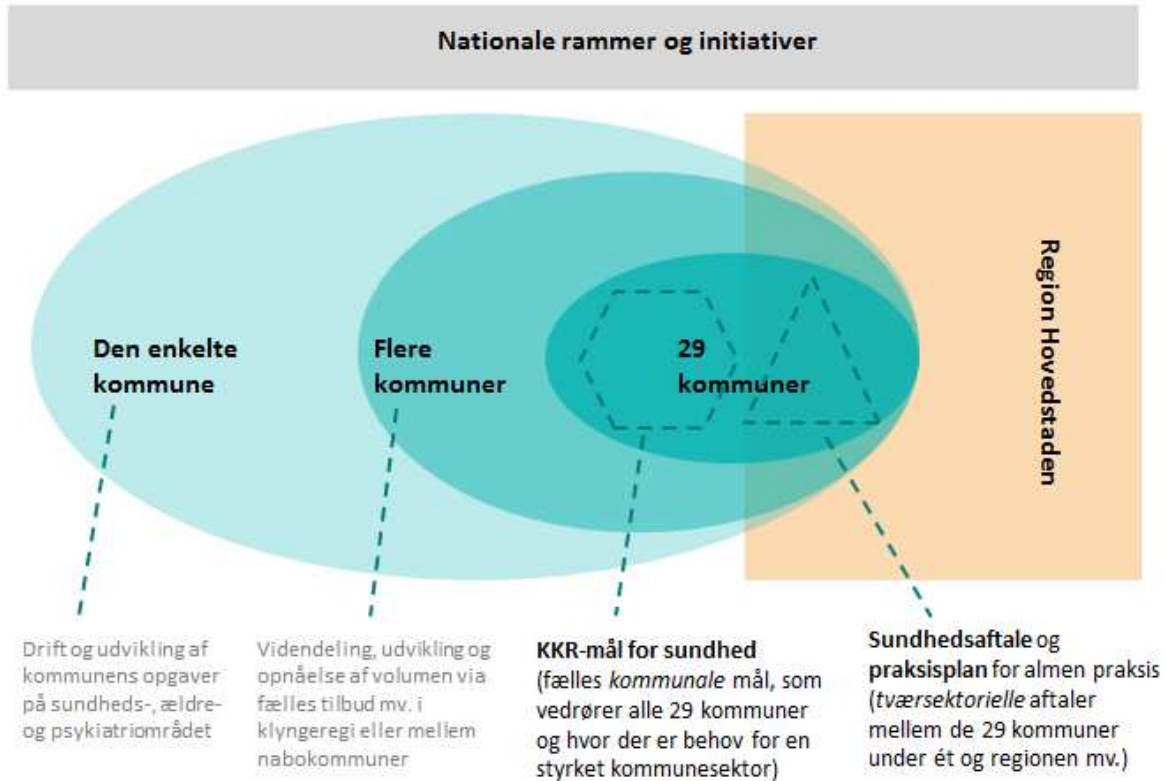 Nationale rammer og initiativer
Den enkelte
kommune
Flere
kommuner
29
kommuner
Region Hovedstaden
Drift og udvikling af
kommunens opgaver
på sundheds-, ældre-
og psykiatriområdet
Videndeling, udvikling og
opnåelse af volumen via
fælles tilbud mv. i
klyngeregi eller mellem
nabokommuner
KKR-mål for sundhed
(fælles kommunale mål, som
vedrører alle 29 kommuner
og hvor der er behov for en
styrket kommunesektor)
Sundhedsaftale og
praksisplan for almen praksis
(tværsektorielle aftaler
mellem de 29 kommuner
under ét og regionen mv.)